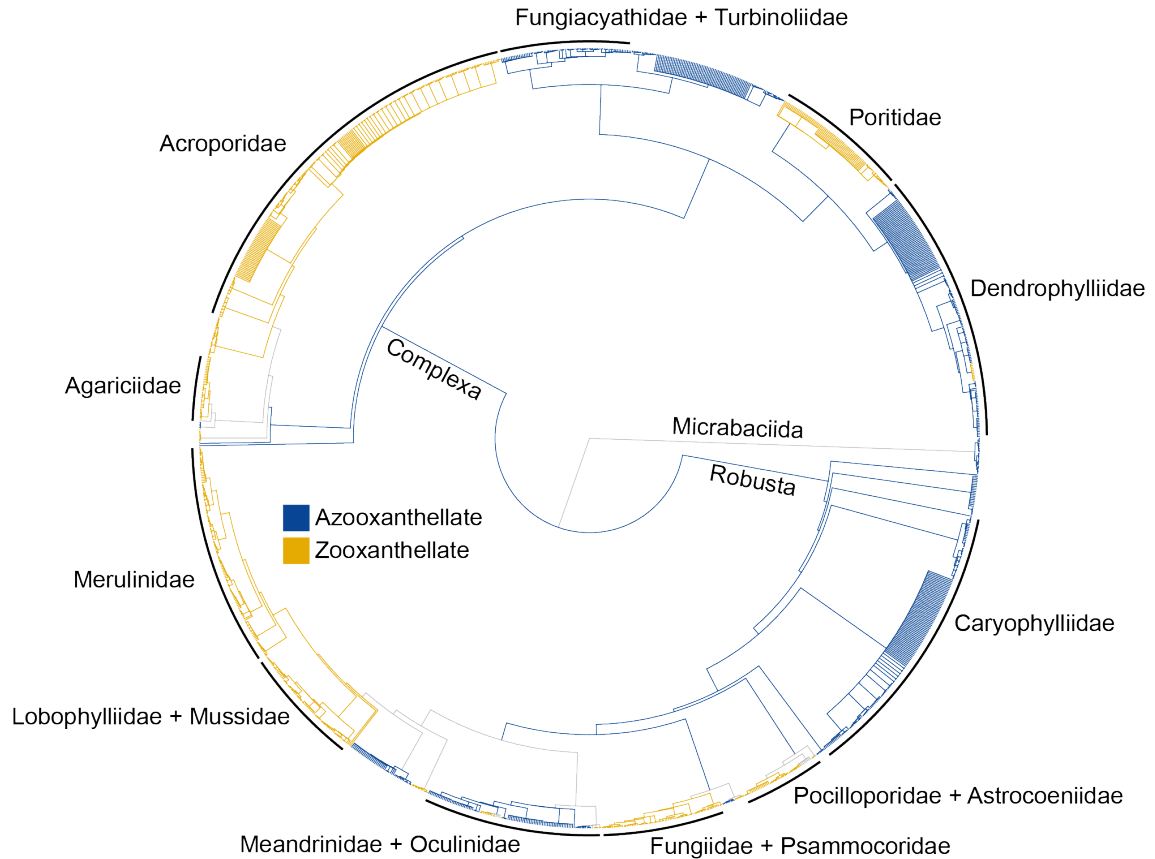 Fungiacyathidae + Turbinoliidae
Poritidae
Acroporidae
Dendrophylliidae
Complexa
Agariciidae
Micrabaciida
Robusta
Azooxanthellate
Zooxanthellate
Merulinidae
Caryophylliidae
Lobophylliidae + Mussidae
Pocilloporidae + Astrocoeniidae
Meandrinidae + Oculinidae
Fungiidae + Psammocoridae